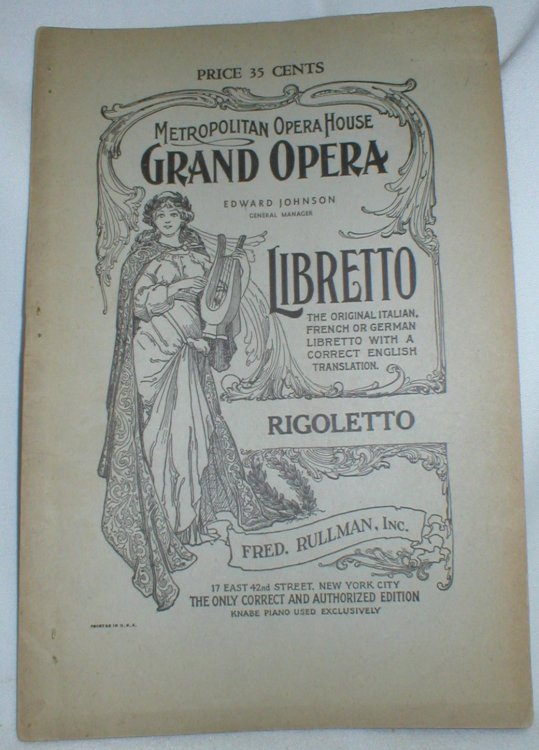 PRICE 35 CENTS
METROPOLITAN OPERA HOUSE
GRAND OPERA
EDWARD JOHNSON
GENERAL MANAGER
LIBRETTO
THE ORIGINAL ITALIAN,
FRENCH OR GERMAN
LIBRETTO WITH A
CORRECT ENGLISH
TRANSLATION.
RIGOLETTO
FRED. RULLMAN, INC.
17 EAST 42nd STREET, NEW YORK CITY
THE ONLY CORRECT AND AUTHORIZED EDITION
KNABE PIANO USED EXCLUSIVELY
PRINTED IN U.S.A.